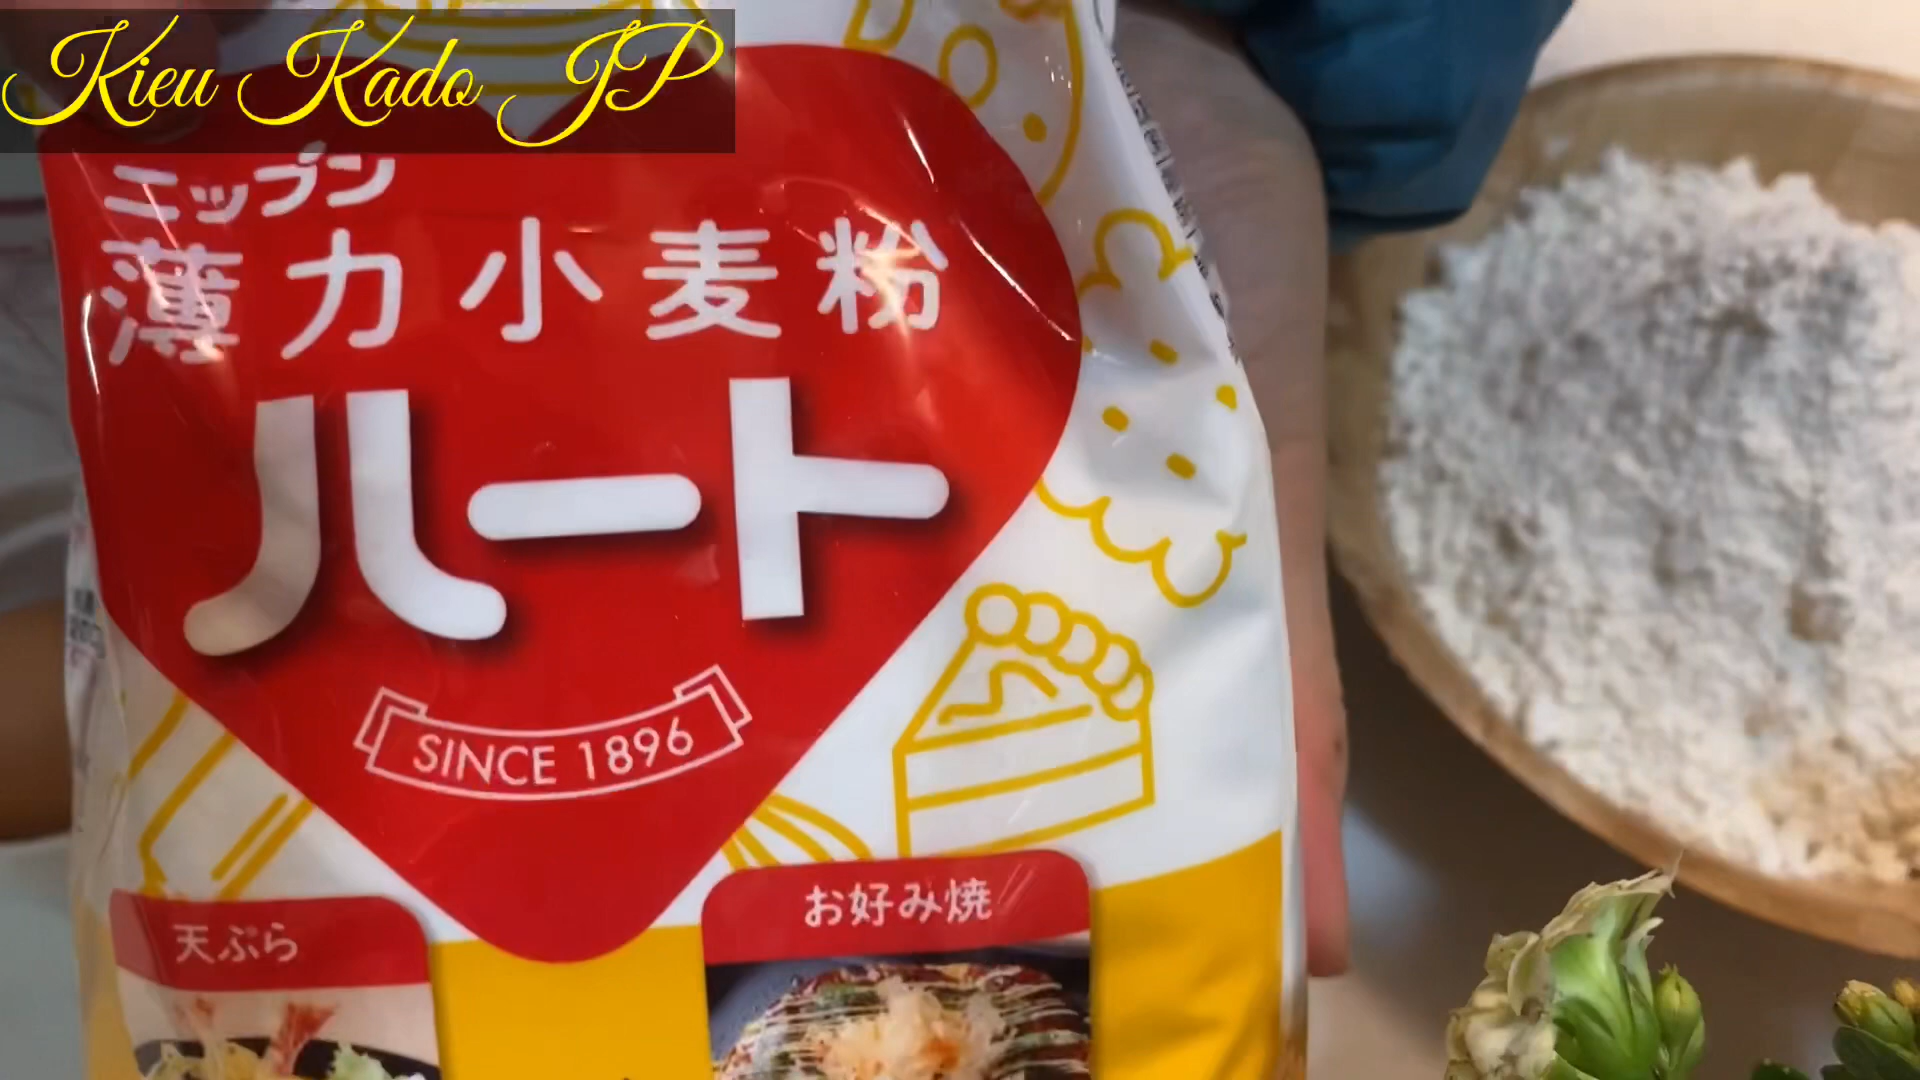 Kieu Kado JP
ニップン
薄力小麦粉
ハート
SINCE 1896
お好み焼
天ぷら